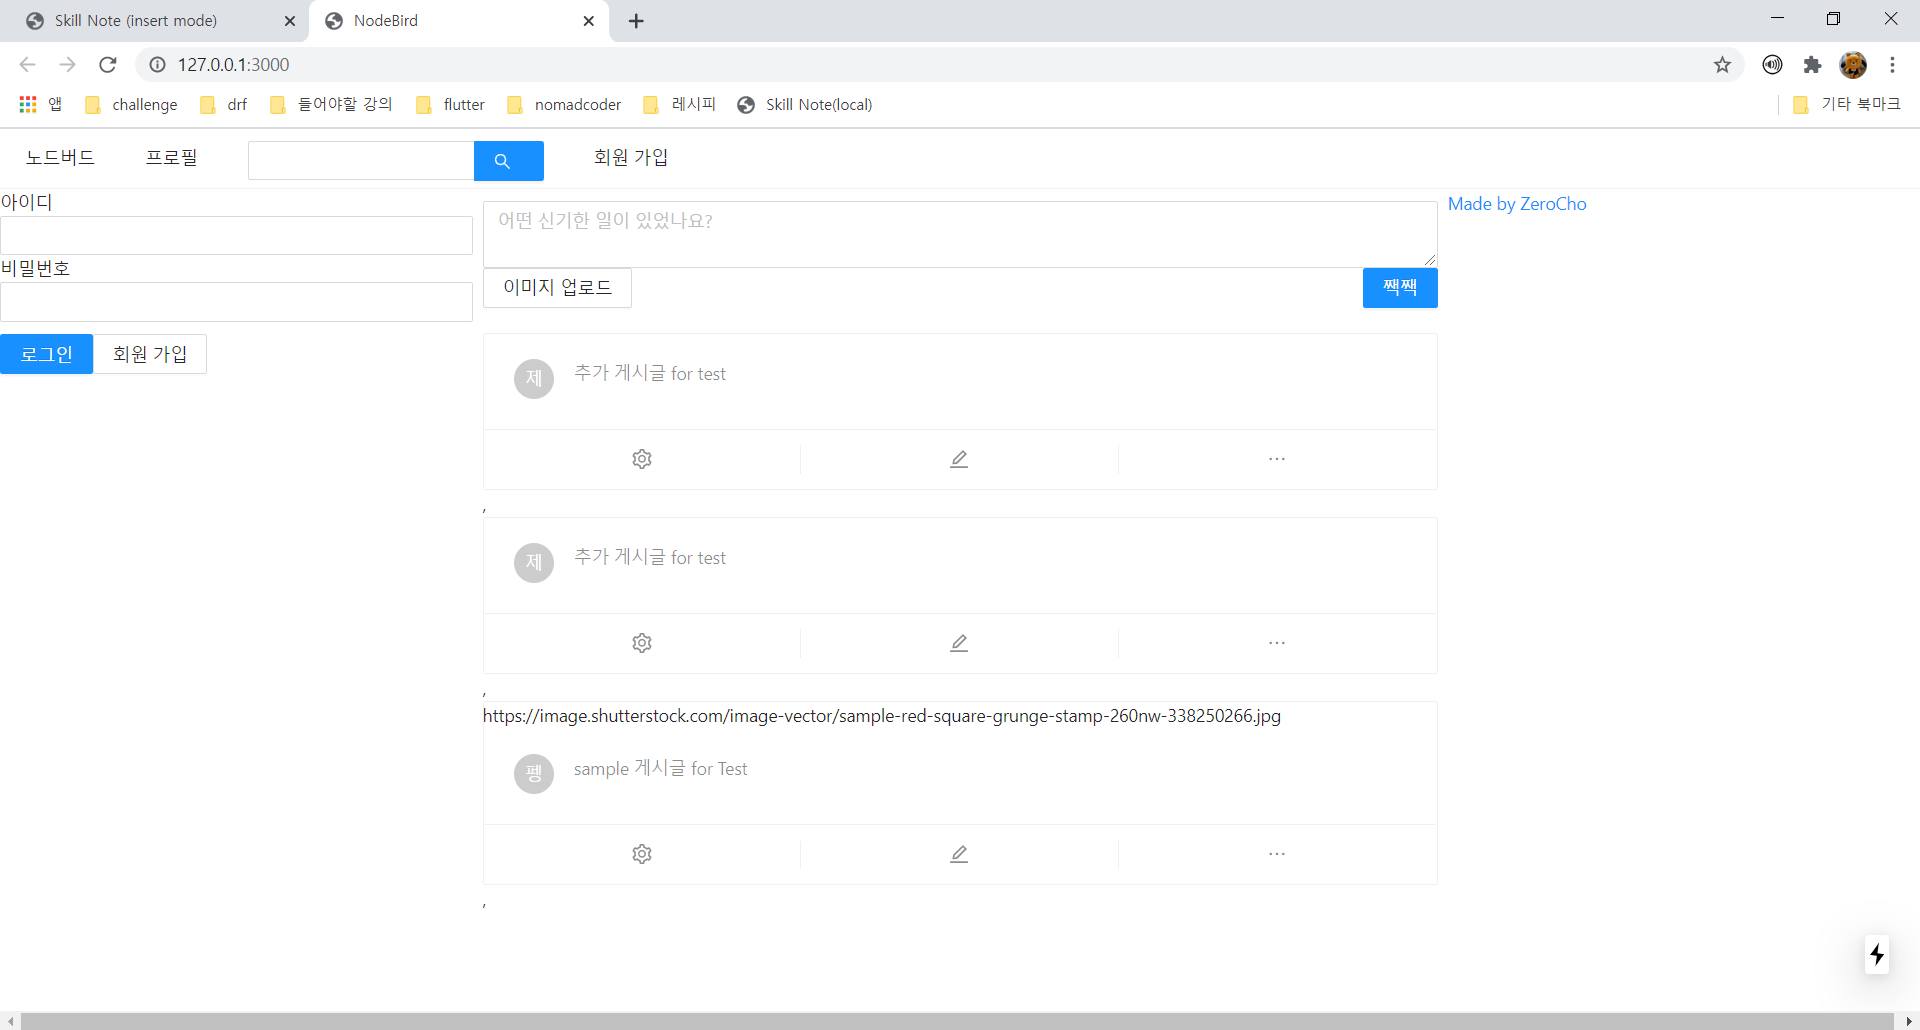 Skill Note (insert mode)
NodeBird
127.0.0.1:3000
앱 challenge drf 들어야할 강의 flutter nomadcoder 레시피 Skill Note(local) 기타 북마크
노드버드 프로필 회원 가입
아이디
비밀번호
로그인 회원 가입
어떤 신기한 일이 있었나요?
이미지 업로드 짹짹
제 추가 게시글 for test
,
제 추가 게시글 for test
,
https://image.shutterstock.com/image-vector/sample-red-square-grunge-stamp-260nw-338250266.jpg
펭 sample 게시글 for Test
,
Made by ZeroCho